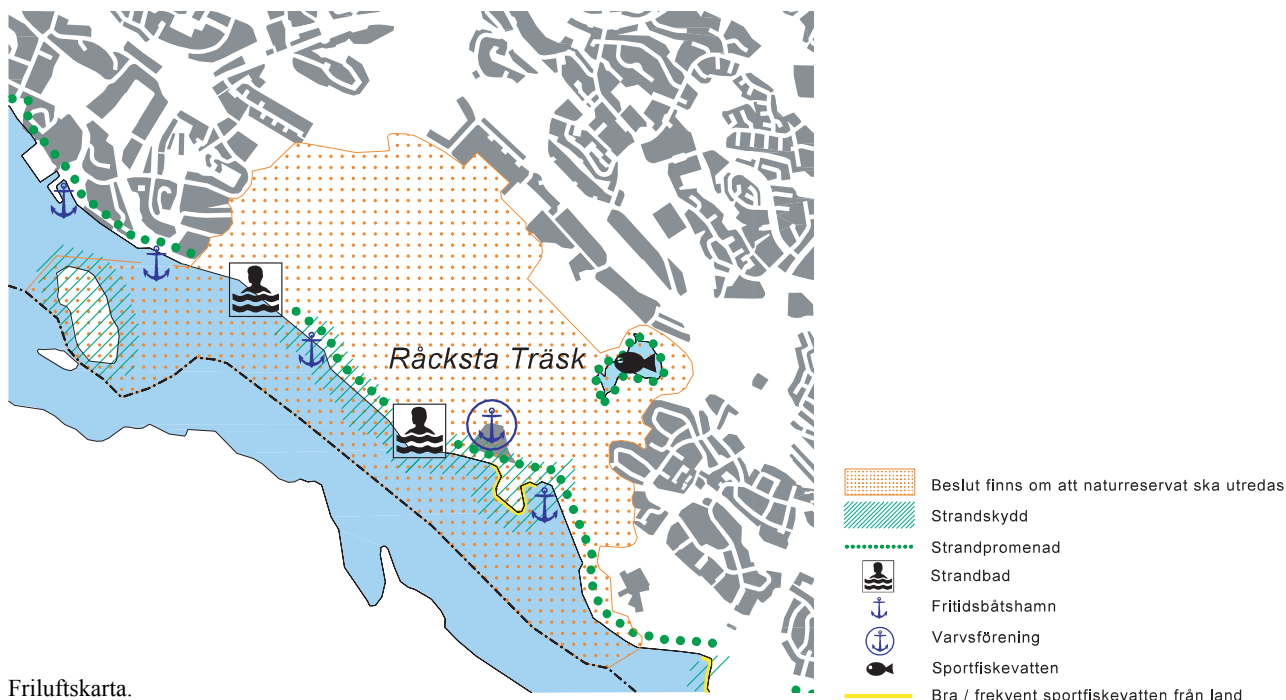 Råcksta Träsk
Beslut finns om att naturreservat ska utredas
Strandskydd
Strandpromenad
Strandbad
Fritidsbåtshamn
Varvsförening
Sportfiskevatten
Bra / frekvent sportfiskevatten från land
Friluftskarta.